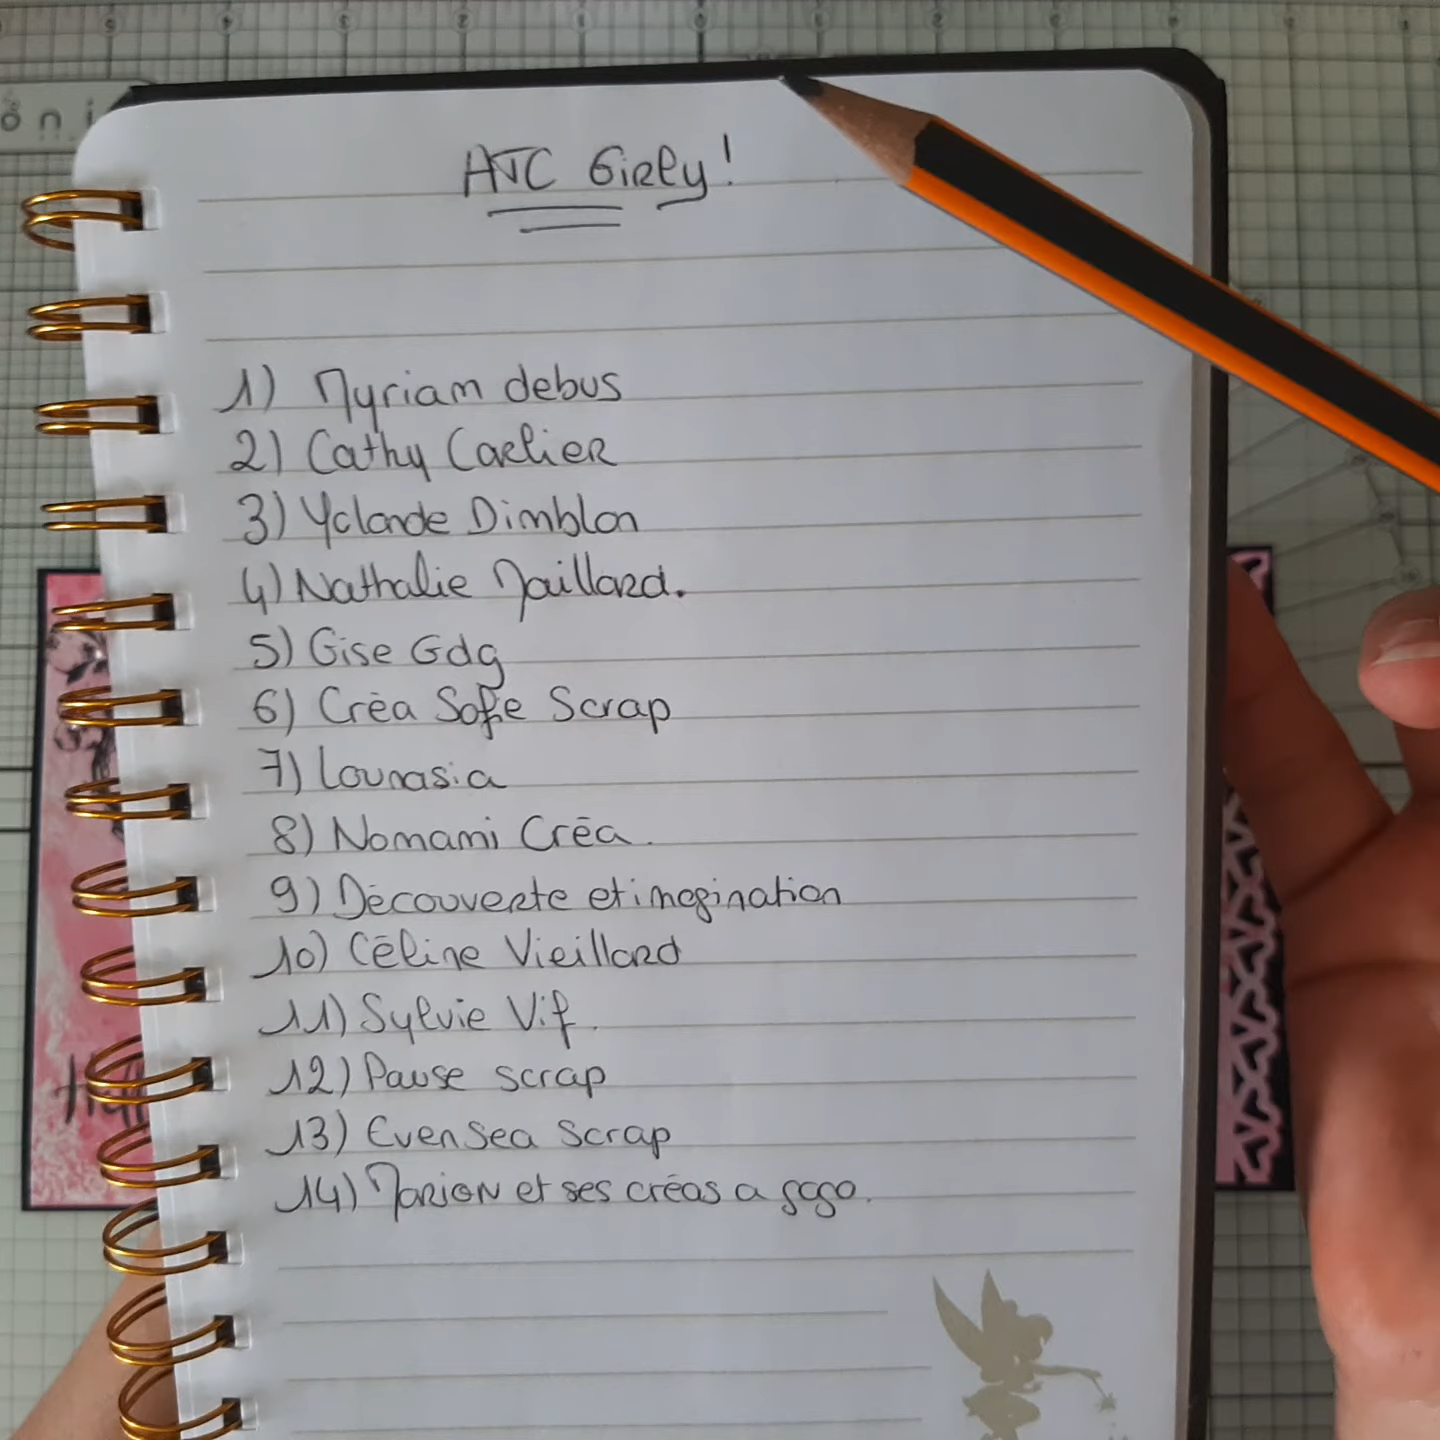 ATC Girly!
1) Myriam debus
2) Cathy Carlier
3) Yolande Dimblon
4) Nathalie Maillard.
5) Gise Gdg
6) Créa Sofie Scrap
7) Lounasia
8) Nomami Créa.
9) Découverte et imagination
10) Céline Vieillard
11) Sylvie Vif.
12) Pause scrap
13) Evensea Scrap
14) Marion et ses créas a gogo.